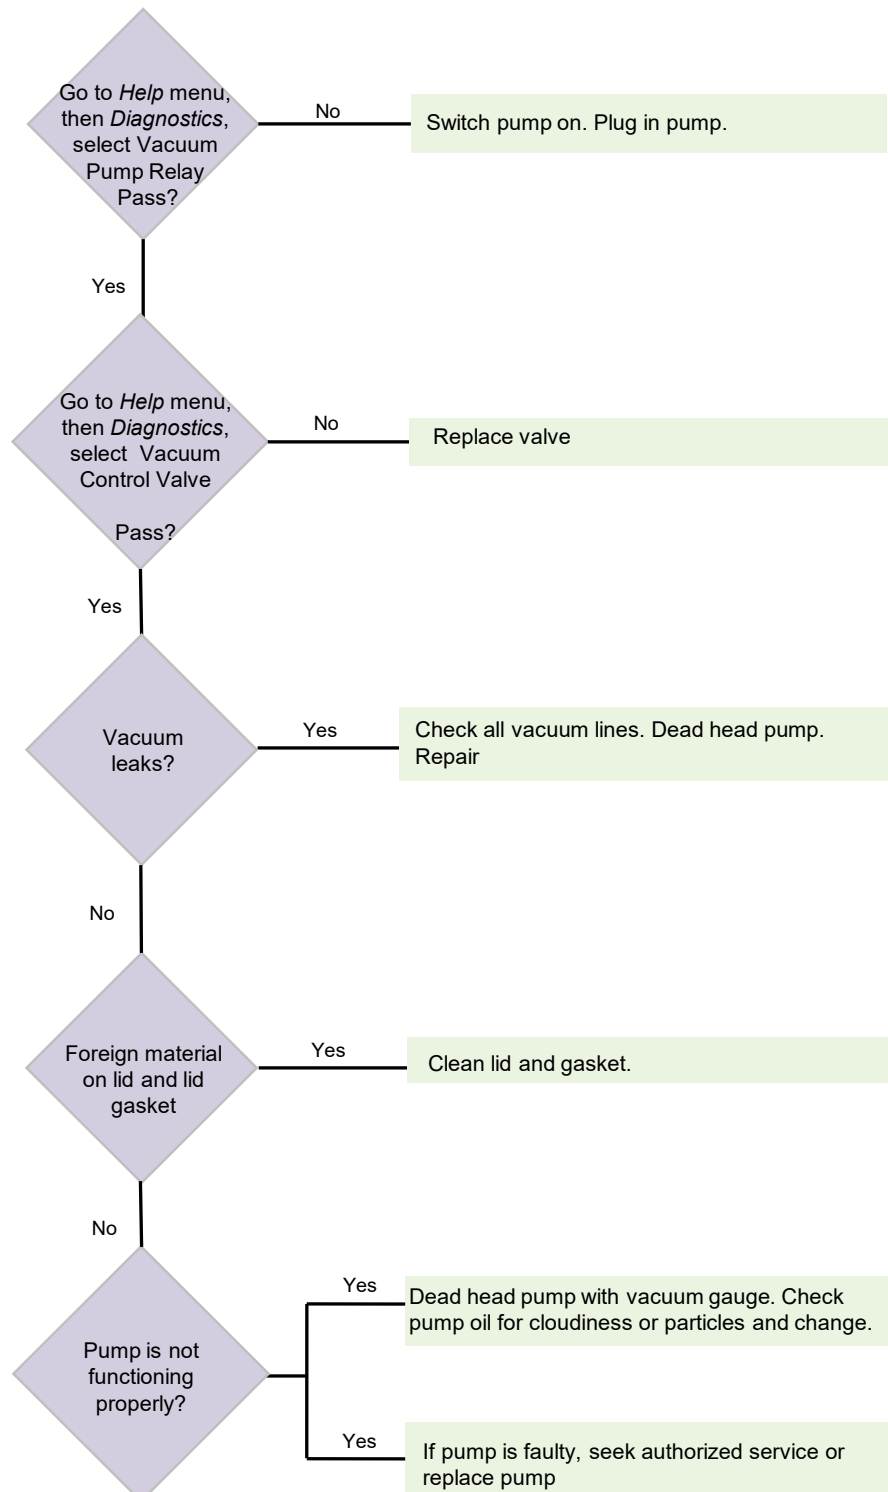 Go to Help menu,
then Diagnostics,
select Vacuum
Pump Relay
Pass?
No
Switch pump on. Plug in pump.
Yes
Go to Help menu,
then Diagnostics,
select Vacuum
Control Valve
Pass?
No
Replace valve
Yes
Vacuum
leaks?
Yes
Check all vacuum lines. Dead head pump.
Repair
No
Foreign material
on lid and lid
gasket
Yes
Clean lid and gasket.
No
Pump is not
functioning
properly?
Yes
Dead head pump with vacuum gauge. Check
pump oil for cloudiness or particles and change.
Yes
If pump is faulty, seek authorized service or
replace pump